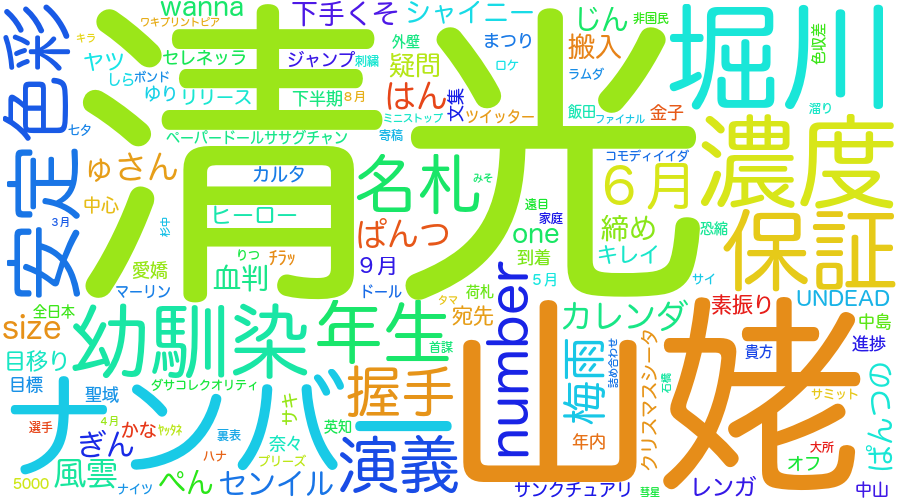 清光
山姥
堀川
濃度
保証
6月
名札
安定
色彩
幼馴染
年生
ナンバ
演義
握手
梅雨
number
カレンダ
風雲
センイル
ぺん
ぎん
かな
size
目移り
目標
聖域
選手
4月
ヤッタネ
5000
ナイツ
ハナ
裏表
奈々
プリーズ
サキ
英知
ダサコレクオリティ
首謀
全日本
マーリン
愛嬌
中心
3月
杉中
七夕
ゅさん
ヤツ
しら
ボンド
キラ
ワキプリントピア
セレネッラ
wanna
ゆり
リリース
ペーパードールササグチャン
カルタ
ヒーロー
りつ
血判
ﾁﾗｯ
下手くそ
ジャンプ
刺繍
下半期
8月
シャイニー
外壁
疑問
はん
文集
ミニストップ
寄稿
ツイッター
まつり
ロケ
じん
非国民
搬入
ラムダ
飯田
ファイナル
金子
コモディイイダ
色収差
溜り
みそ
ぱんつ
9月
ドール
タマ
荷札
宛先
遠目
家庭
one
到着
5月
締め
キレイ
恐縮
サイ
素振り
UNDEAD
貴方
中島
進捗
詰め合わせ
クリスマスシータ
石橋
サミット
ぱんつの
年内
サンクチュアリ
彗星
レンガ
大所
オフ
中山